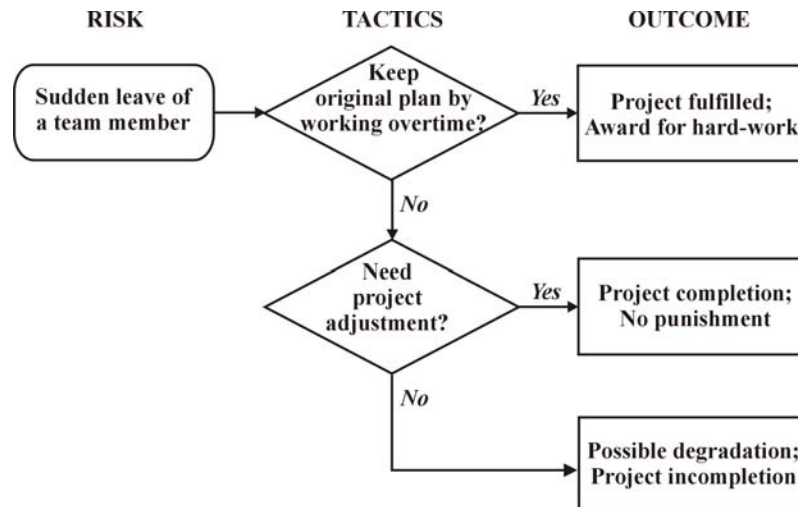 RISK
TACTICS
OUTCOME
Sudden leave of
a team member
Keep
original plan by
working overtime?
Yes
Project fulfilled;
Award for hard-work
No
Need
project
adjustment?
Yes
Project completion;
No punishment
No
Possible degradation;
Project incompletion